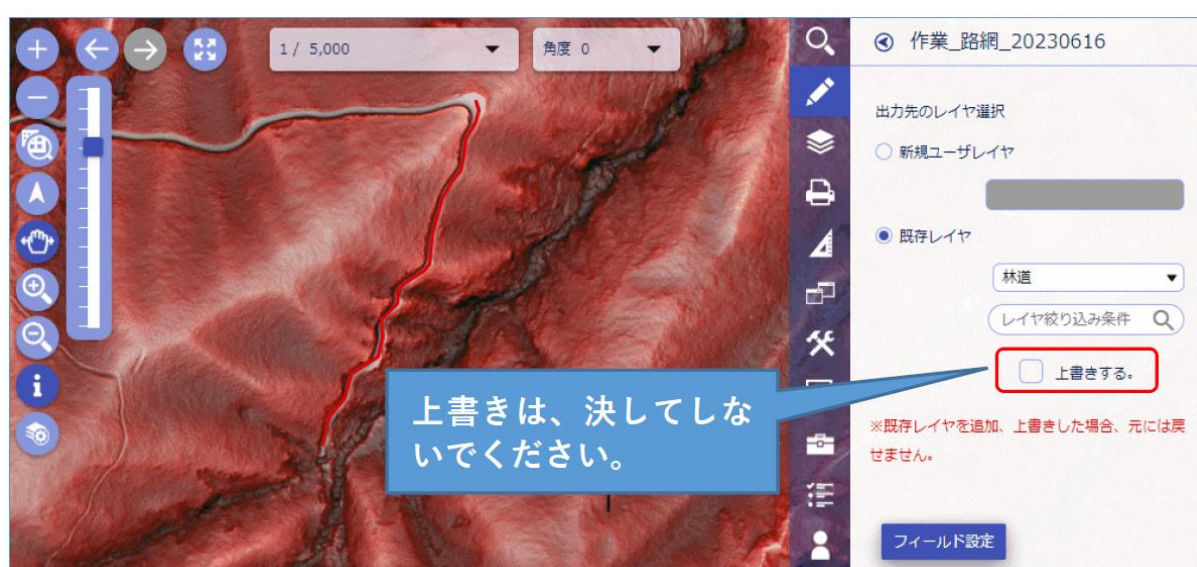 1 / 5,000
角度 0
作業_路網_20230616
出力先のレイヤ選択
新規ユーザレイヤ
既存レイヤ
林道
レイヤ絞り込み条件
上書きする。
上書きは、決してしな
いでください。
※既存レイヤを追加、上書きした場合、元には戻
せません。
フィールド設定